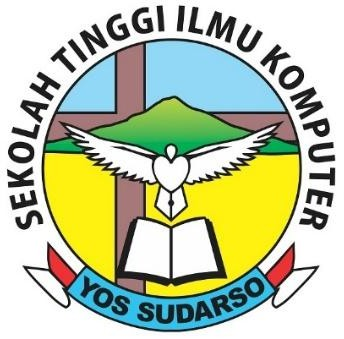 SEKOLAH TINGGI ILMU KOMPUTER
YOS SUDARSO